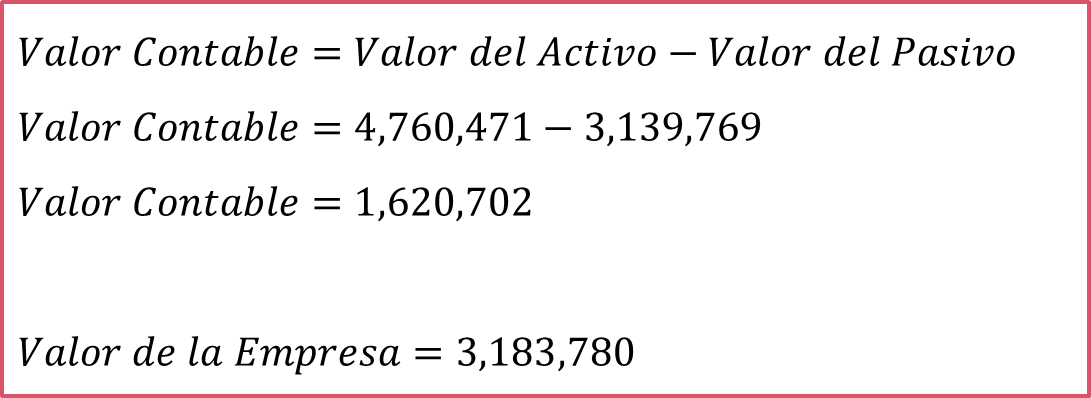 Valor Contable = Valor del Activo − Valor del Pasivo
Valor Contable = 4,760,471 − 3,139,769
Valor Contable = 1,620,702
Valor de la Empresa = 3,183,780